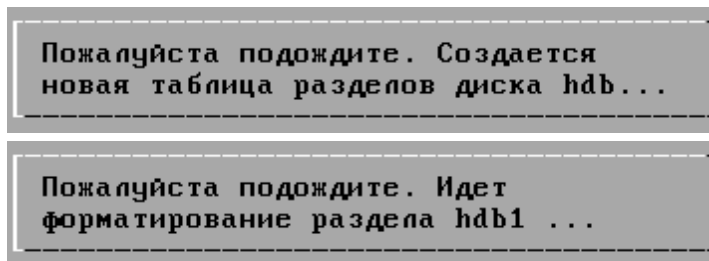 Пожалуйста подождите. Создается
новая таблица разделов диска hdb...
Пожалуйста подождите. Идет
форматирование раздела hdb1 ...